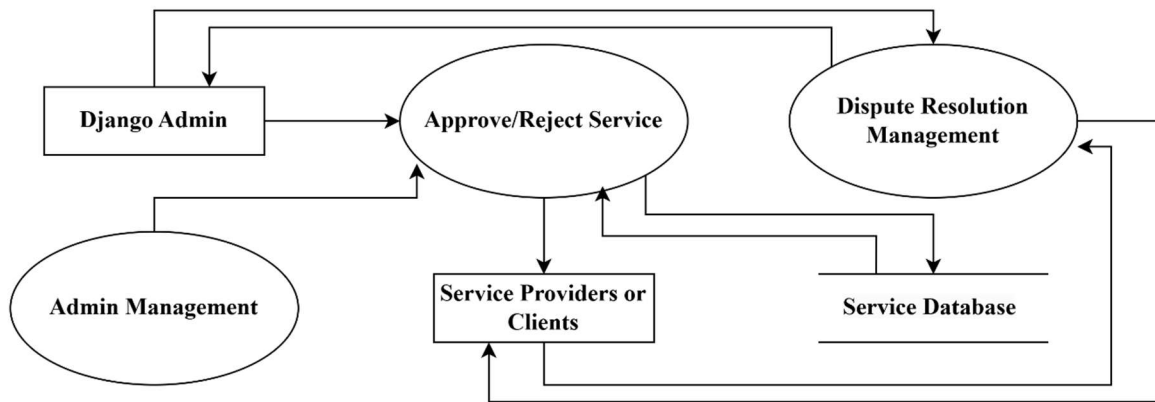 Django Admin
Approve/Reject Service
Dispute Resolution
Management
Admin Management
Service Providers or
Clients
Service Database